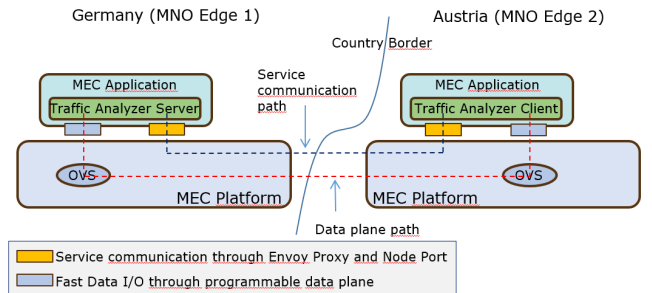 Germany (MNO Edge 1)
Austria (MNO Edge 2)
Country Border
Service
communication
path
MEC Application
Traffic Analyzer Server
MEC Application
Traffic Analyzer Client
OVS
MEC Platform
MEC Platform
OVS
Data plane path
Service communication through Envoy Proxy and Node Port
Fast Data I/O through programmable data plane